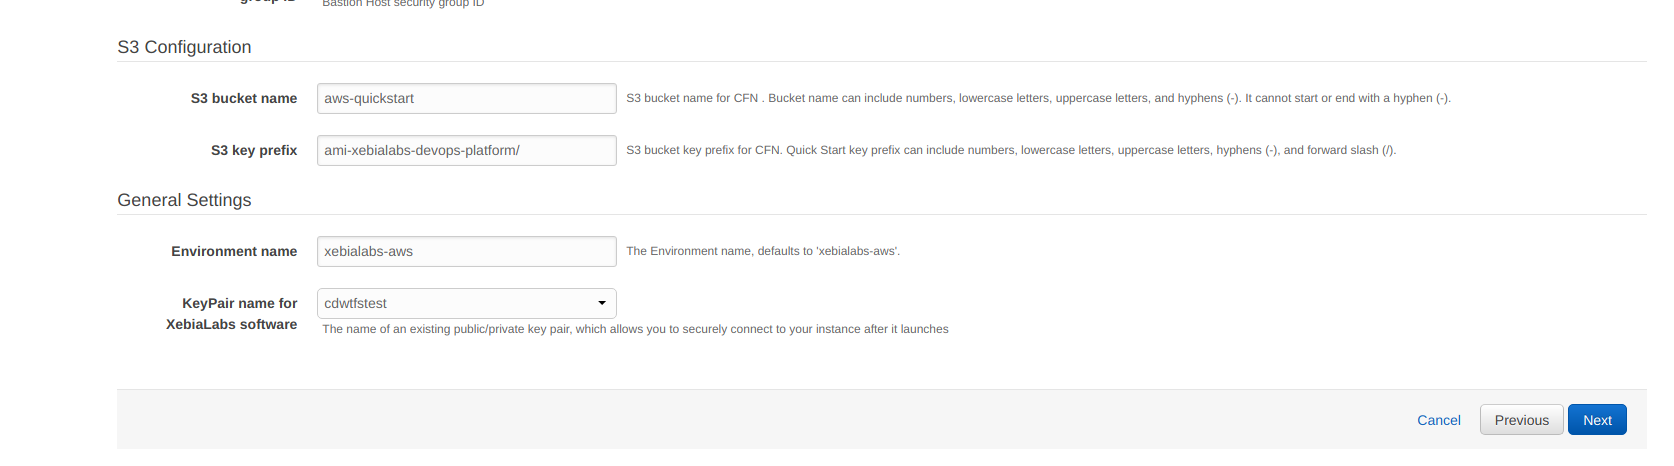 Bastion Host security group ID
S3 Configuration
S3 bucket name aws-quickstart S3 bucket name for CFN . Bucket name can include numbers, lowercase letters, uppercase letters, and hyphens (-). It cannot start or end with a hyphen (-).
S3 key prefix ami-xebialabs-devops-platform/ S3 bucket key prefix for CFN. Quick Start key prefix can include numbers, lowercase letters, uppercase letters, hyphens (-), and forward slash (/).
General Settings
Environment name xebialabs-aws The Environment name, defaults to 'xebialabs-aws'.
KeyPair name for cdwtfstest
XebiaLabs software The name of an existing public/private key pair, which allows you to securely connect to your instance after it launches
Cancel Previous Next